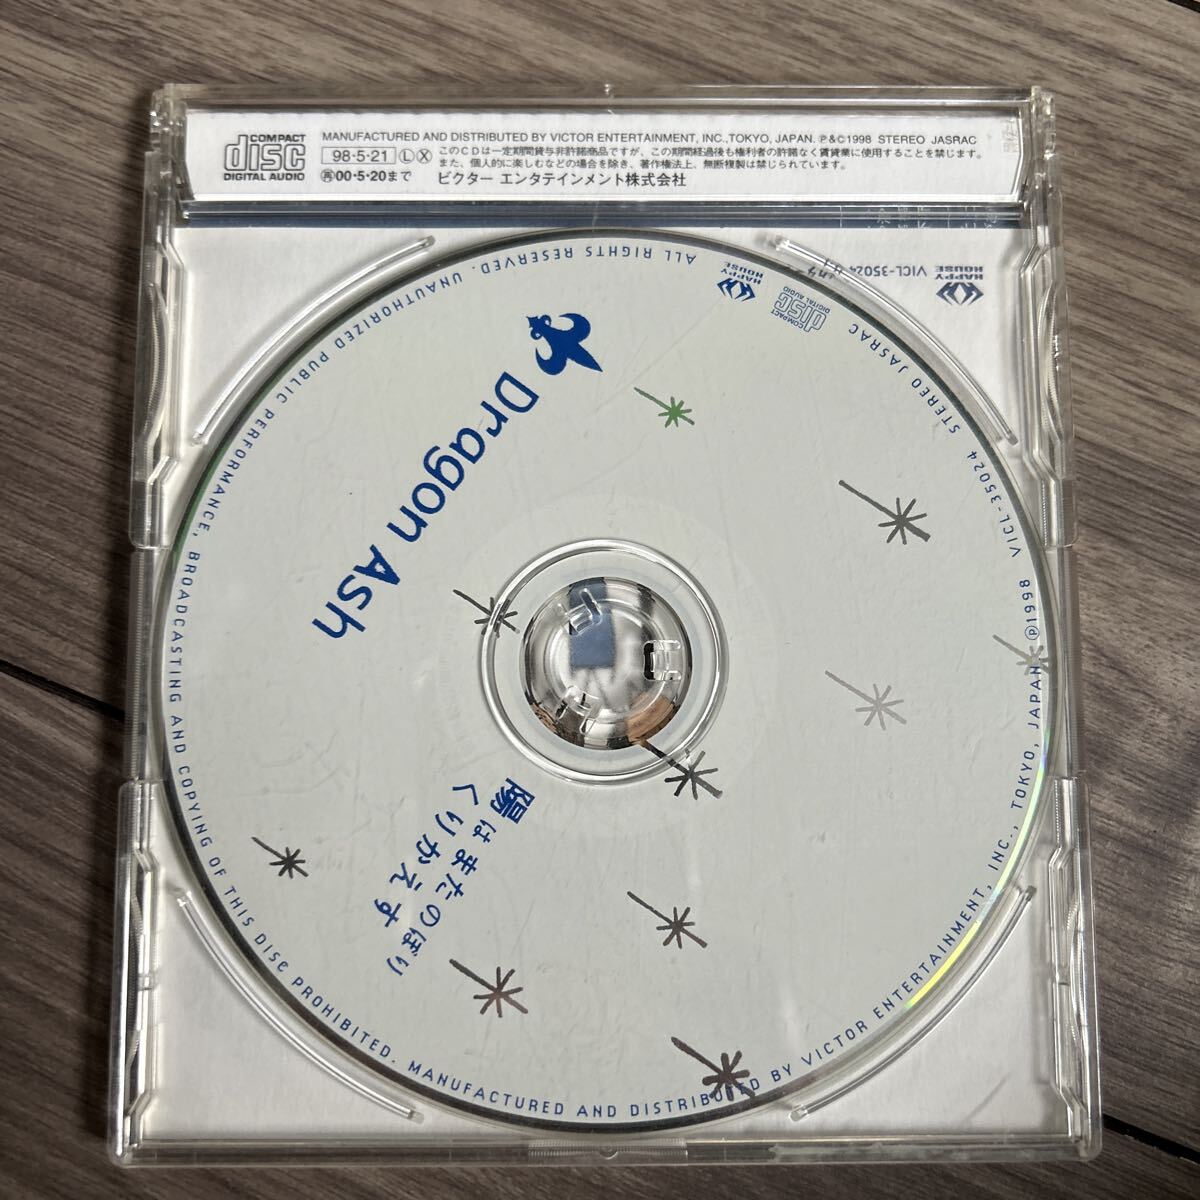 COMPACT
disc
DIGITAL AUDIO
MANUFACTURED AND DISTRIBUTED BY VICTOR ENTERTAINMENT, INC.,TOKYO, JAPAN. ℗&©1998 STEREO JASRAC
98・5・21 Ⓛ Ⓧ このCDは一定期間貸与非許諾商品ですが、この期間経過後も権利者の許諾なく賃貸業に使用することを禁じます。
また、個人的に楽しむなどの場合を除き、著作権法上、無断複製は禁じられています。
㊞00・5・20まで ビクター エンタテインメント株式会社
HAPPY HOUSE
VICL-35024
HAPPY HOUSE
COMPACT
disc
DIGITAL AUDIO
Dragon Ash
陽はまたのぼり
くりかえす
ALL RIGHTS RESERVED. UNAUTHORIZED PUBLIC PERFORMANCE, BROADCASTING AND COPYING OF THIS DISC PROHIBITED. MANUFACTURED AND DISTRIBUTED BY VICTOR ENTERTAINMENT, INC., TOKYO, JAPAN ℗1998 VICL-35024 STEREO JASRAC